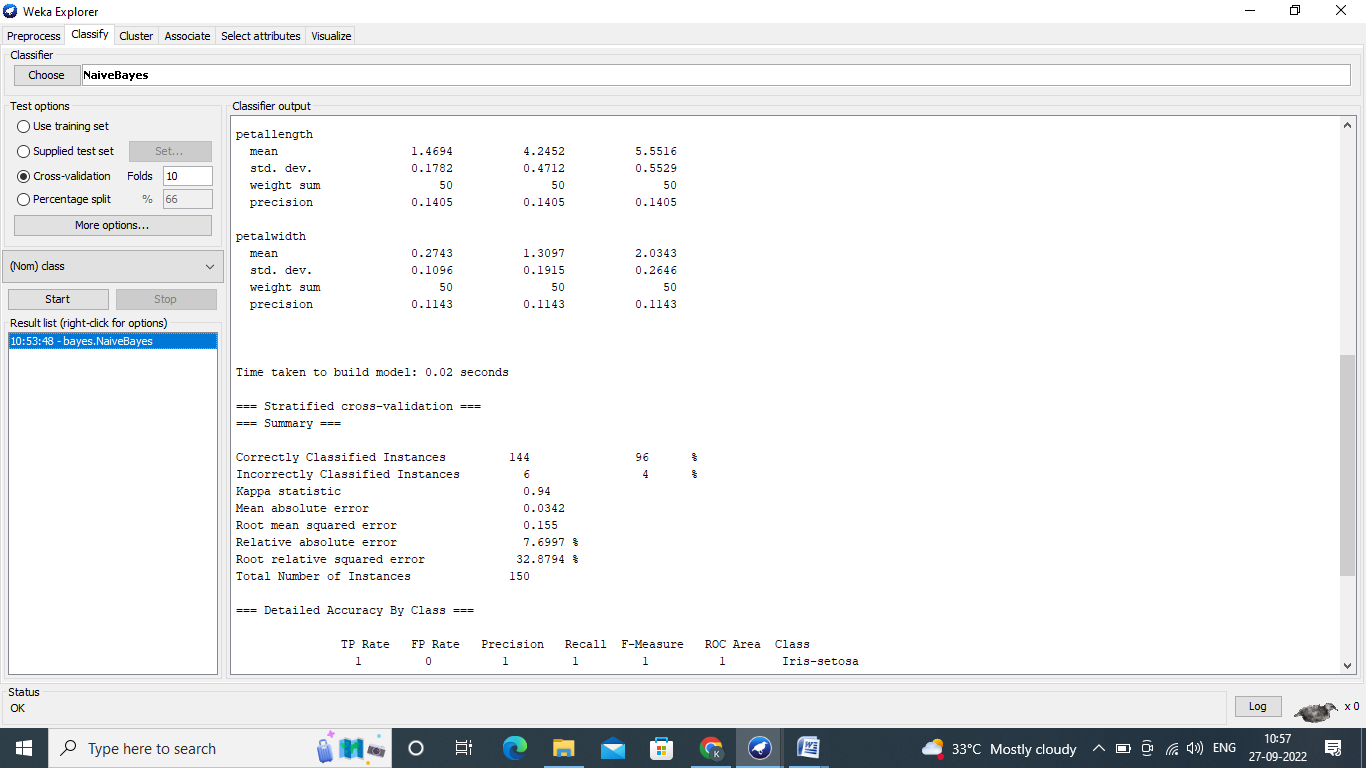 Weka Explorer
Preprocess Classify Cluster Associate Select attributes Visualize
Classifier
Choose NaiveBayes
Test options
Use training set
Supplied test set Set...
Cross-validation Folds 10
Percentage split % 66
More options...
(Nom) class
Start Stop
Result list (right-click for options)
10:53:48 - bayes.NaiveBayes
Classifier output
petallength
mean 1.4694 4.2452 5.5516
std. dev. 0.1782 0.4712 0.5529
weight sum 50 50 50
precision 0.1405 0.1405 0.1405
petalwidth
mean 0.2743 1.3097 2.0343
std. dev. 0.1096 0.1915 0.2646
weight sum 50 50 50
precision 0.1143 0.1143 0.1143
Time taken to build model: 0.02 seconds
=== Stratified cross-validation ===
=== Summary ===
Correctly Classified Instances 144 96 %
Incorrectly Classified Instances 6 4 %
Kappa statistic 0.94
Mean absolute error 0.0342
Root mean squared error 0.155
Relative absolute error 7.6997 %
Root relative squared error 32.8794 %
Total Number of Instances 150
=== Detailed Accuracy By Class ===
TP Rate FP Rate Precision Recall F-Measure ROC Area Class
1 0 1 1 1 1 Iris-setosa
Status
OK
Log x 0
Type here to search
K
W
33°C Mostly cloudy
ENG
10:57
27-09-2022